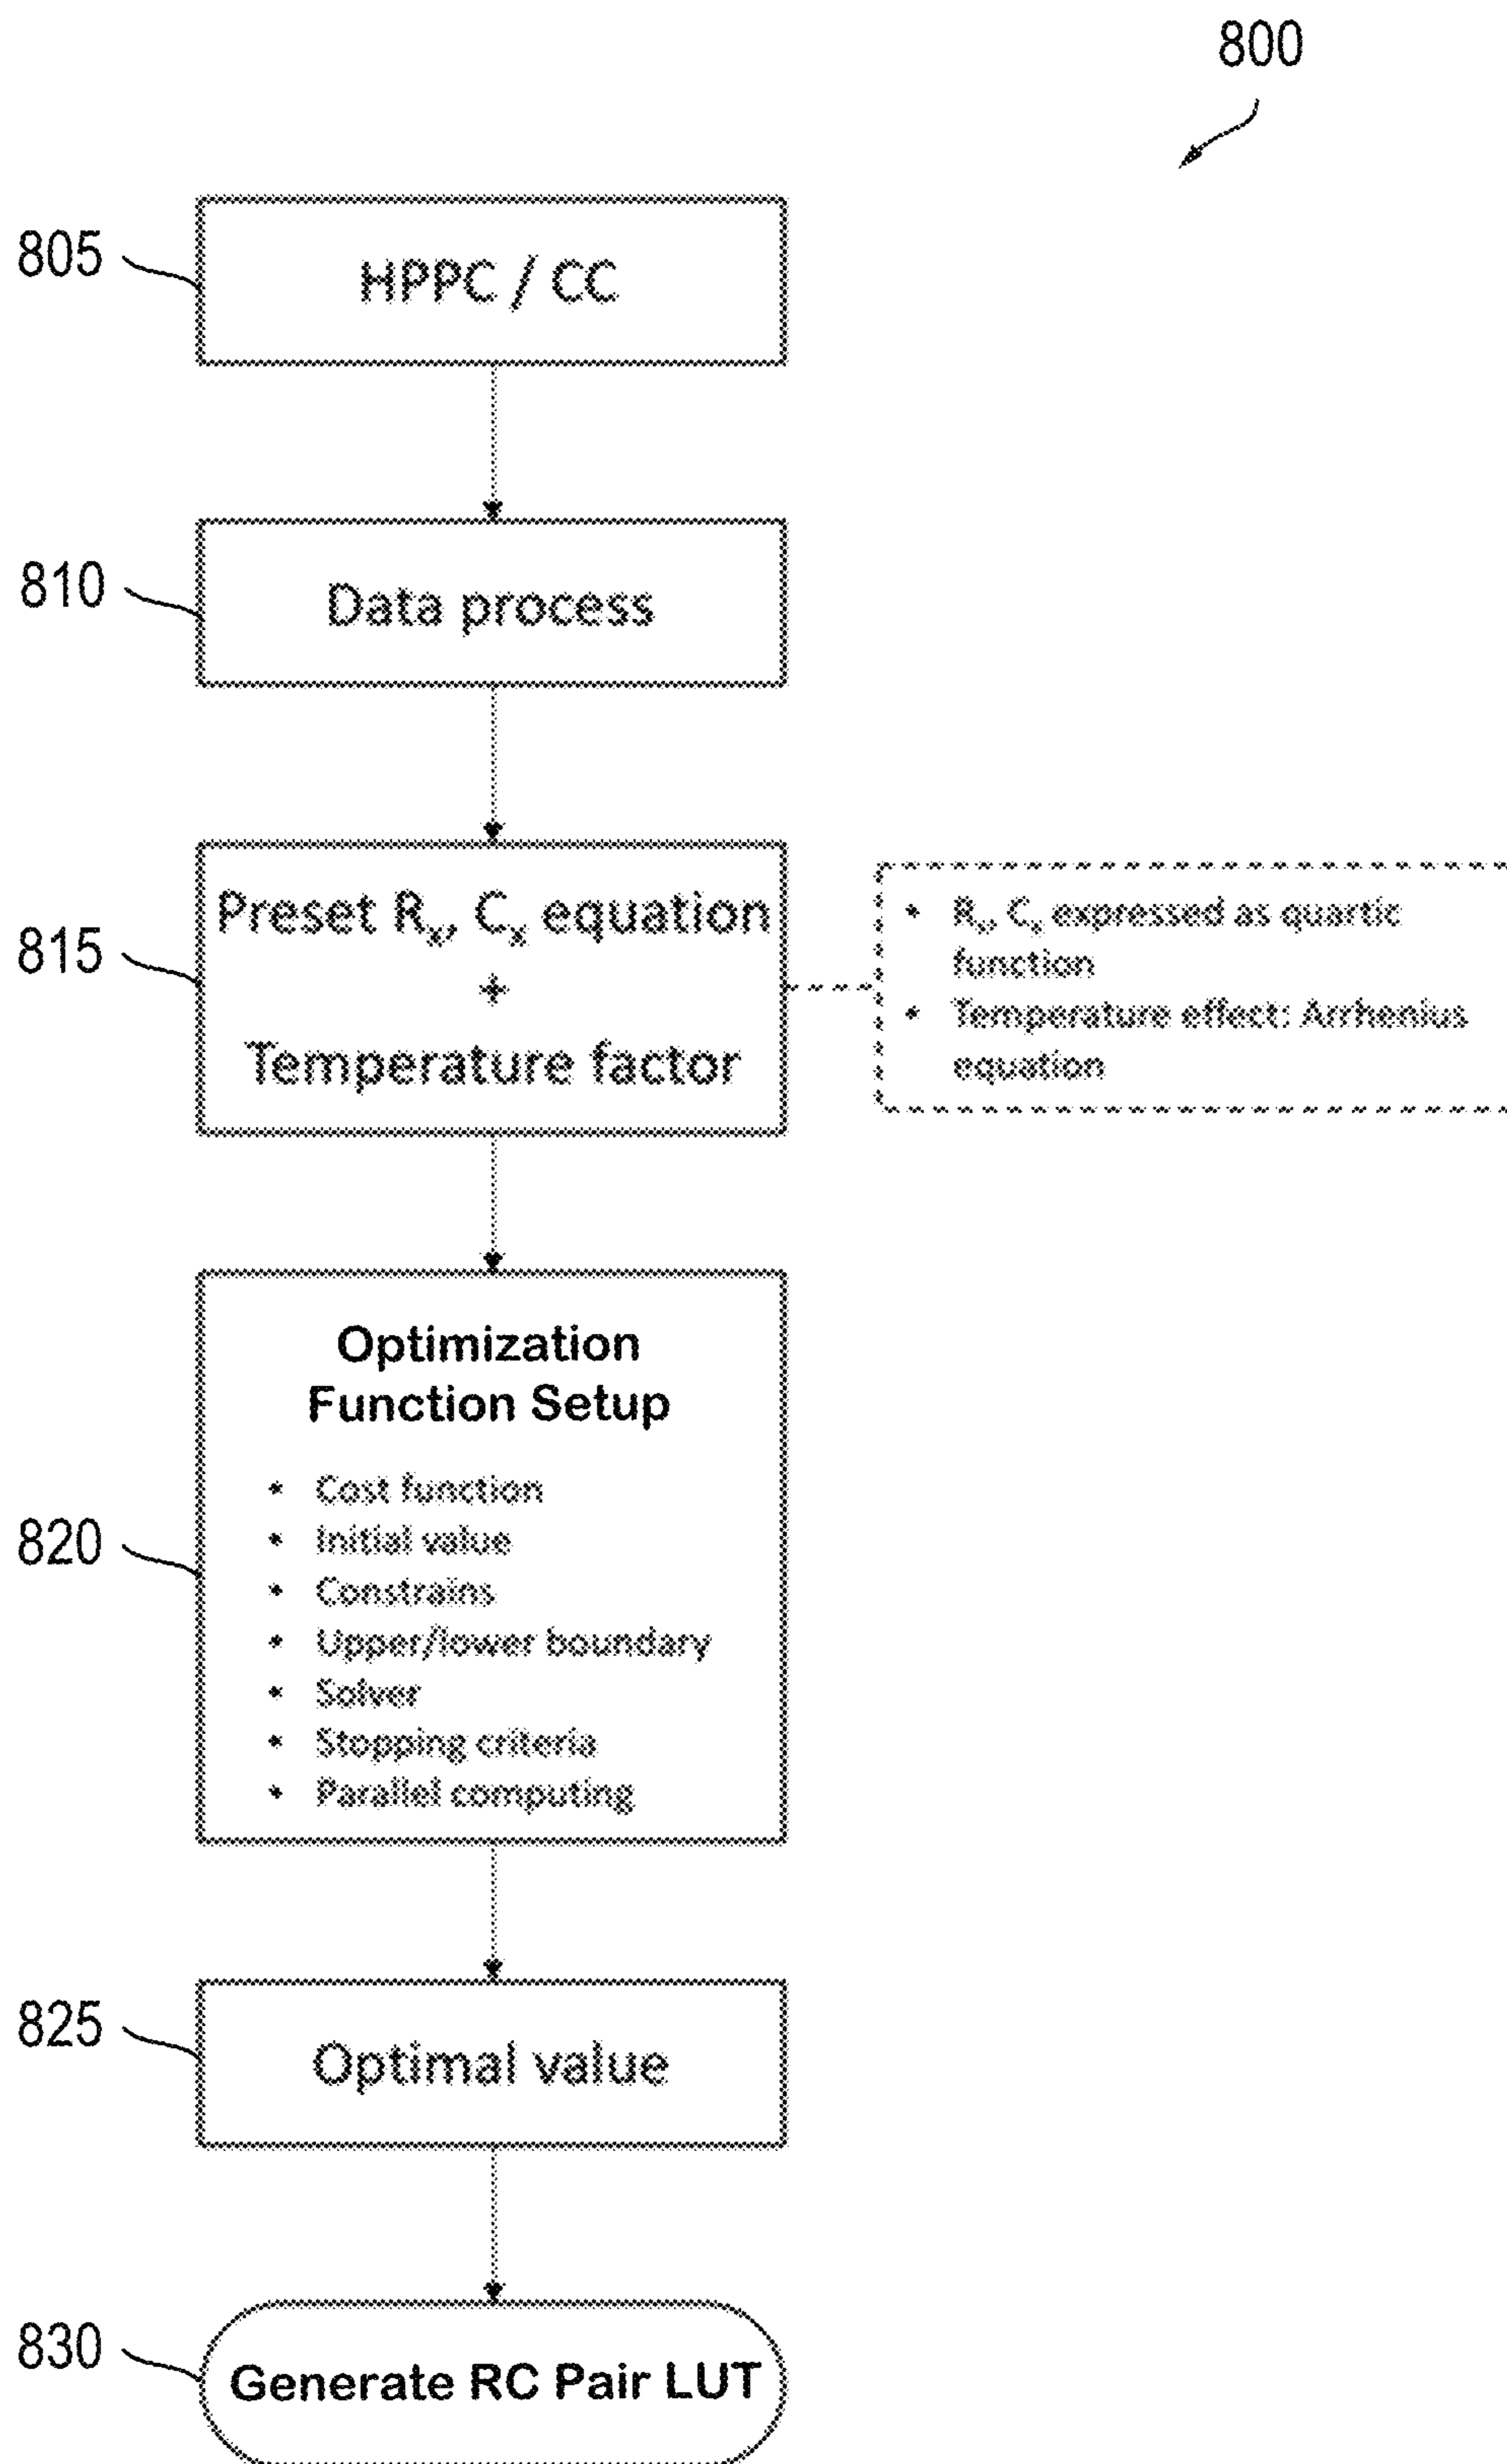 800
805
HPPC / CC
810
Data process
815
Preset Rₓ, Cₓ equation
+
Temperature factor
• Rₓ, Cₓ expressed as quartic
function
• Temperature effect: Arrhenius
equation
820
Optimization
Function Setup
• Cost function
• Initial value
• Constrains
• Upper/lower boundary
• Solver
• Stopping criteria
• Parallel computing
825
Optimal value
830
Generate RC Pair LUT